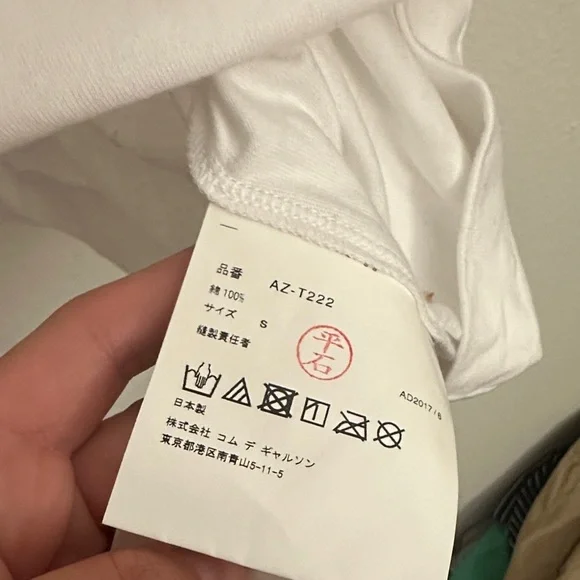 品番 AZ-T222
綿 100%
サイズ S
縫製責任者
平石
AD2017/8
日本製
株式会社 コム デ ギャルソン
東京都港区南青山5-11-5